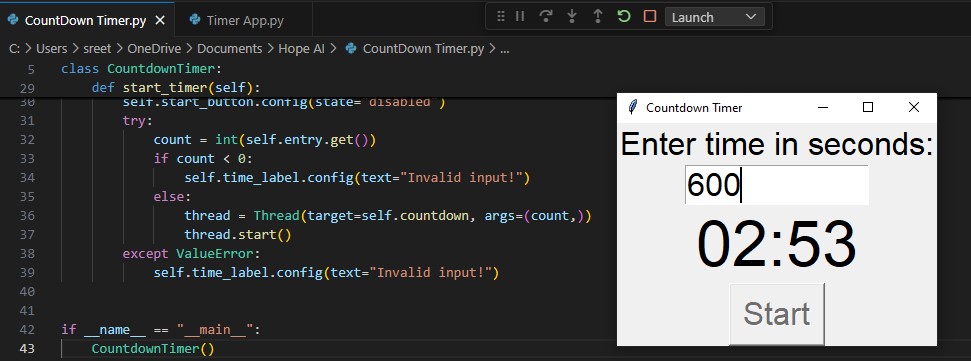 CountDown Timer.py
Timer App.py
Launch
C: > Users > sreet > OneDrive > Documents > Hope AI > CountDown Timer.py > ...
5 class CountdownTimer:
29 def start_timer(self):
30 self.start_button.config(state='disabled')
31 try:
32 count = int(self.entry.get())
33 if count < 0:
34 self.time_label.config(text="Invalid input!")
35 else:
36 thread = Thread(target=self.countdown, args=(count,))
37 thread.start()
38 except ValueError:
39 self.time_label.config(text="Invalid input!")
40
41
42 if __name__ == "__main__":
43 CountdownTimer()
Countdown Timer
Enter time in seconds:
600
02:53
Start